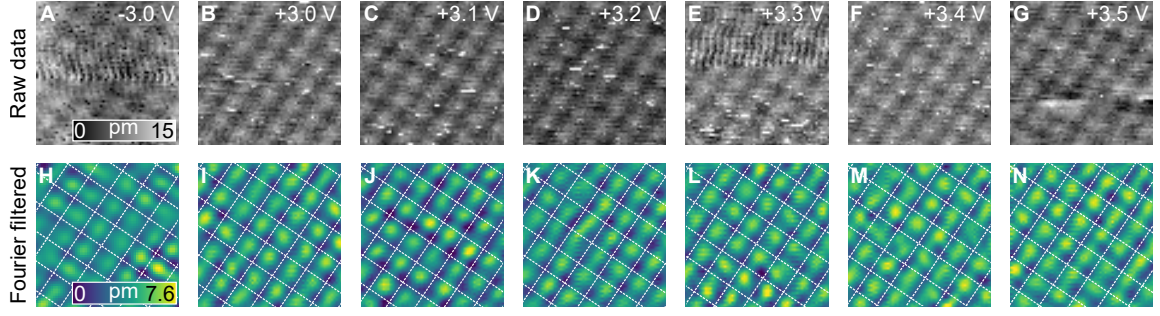 Raw data
A -3.0 V
B +3.0 V
C +3.1 V
D +3.2 V
E +3.3 V
F +3.4 V
G +3.5 V
0 pm 15
Fourier filtered
H
I
J
K
L
M
N
0 pm 7.6